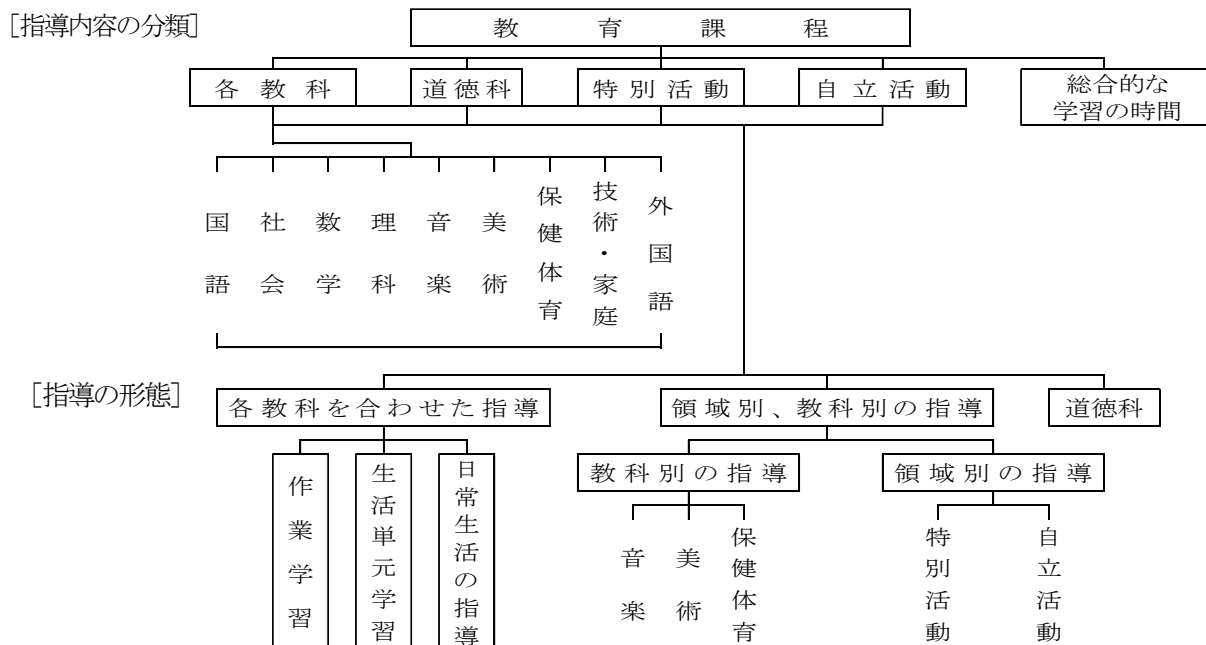 [指導内容の分類]
教育課程
各教科
道徳科
特別活動
自立活動
総合的な
学習の時間
国語
社会
数学
理科
音楽
美術
保健体育
技術・家庭
外国語
[指導の形態]
各教科を合わせた指導
領域別、教科別の指導
道徳科
作業学習
生活単元学習
日常生活の指導
教科別の指導
領域別の指導
音楽
美術
保健体育
特別活動
自立活動